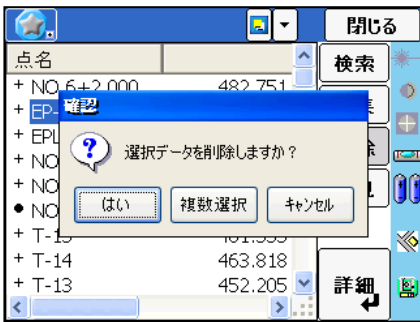 閉じる
点名
検索
+ NO.6+2.000 482.751
+ EP-
確認
+ EPL
選択データを削除しますか？
+ NO
+ NO
● NO
はい
複数選択
キャンセル
+ T-15
+ T-14 463.818
+ T-13 452.205
詳細